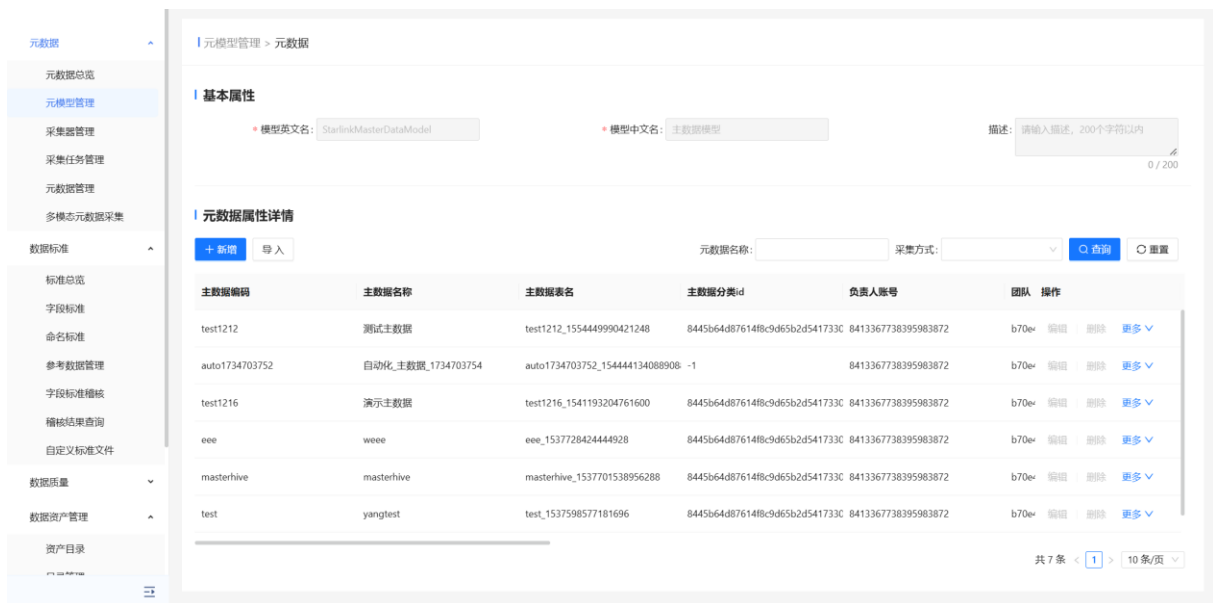 元数据
元数据总览
元模型管理
采集器管理
采集任务管理
元数据管理
多模态元数据采集
数据标准
标准总览
字段标准
命名标准
参考数据管理
字段标准稽核
稽核结果查询
自定义标准文件
数据质量
数据资产管理
资产目录
元模型管理 > 元数据
基本属性
* 模型英文名: StarlinkMasterDataModel * 模型中文名: 主数据模型 描述: 请输入描述，200个字符以内
0 / 200
元数据属性详情
+ 新增 导入 元数据名称: 采集方式: 查询 重置
主数据编码 主数据名称 主数据表名 主数据分类id 负责人账号 团队 操作
test1212 测试主数据 test1212_1554449990421248 8445b64d87614f8c9d65b2d541733C 8413367738395983872 b70e 编辑 删除 更多
auto1734703752 自动化_主数据_1734703754 auto1734703752_154444134088908 -1 8413367738395983872 b70e 编辑 删除 更多
test1216 演示主数据 test1216_1541193204761600 8445b64d87614f8c9d65b2d541733C 8413367738395983872 b70e 编辑 删除 更多
eee weee eee_1537728424444928 8445b64d87614f8c9d65b2d541733C 8413367738395983872 b70e 编辑 删除 更多
masterhive masterhive masterhive_1537701538956288 8445b64d87614f8c9d65b2d541733C 8413367738395983872 b70e 编辑 删除 更多
test yangtest test_1537598577181696 8445b64d87614f8c9d65b2d541733C 8413367738395983872 b70e 编辑 删除 更多
共 7 条 < 1 > 10 条/页